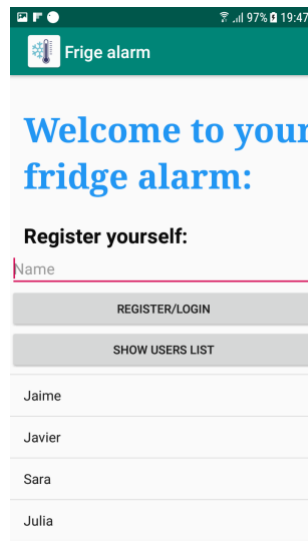 97% 19:47
Frige alarm
Welcome to your
fridge alarm:
Register yourself:
Name
REGISTER/LOGIN
SHOW USERS LIST
Jaime
Javier
Sara
Julia